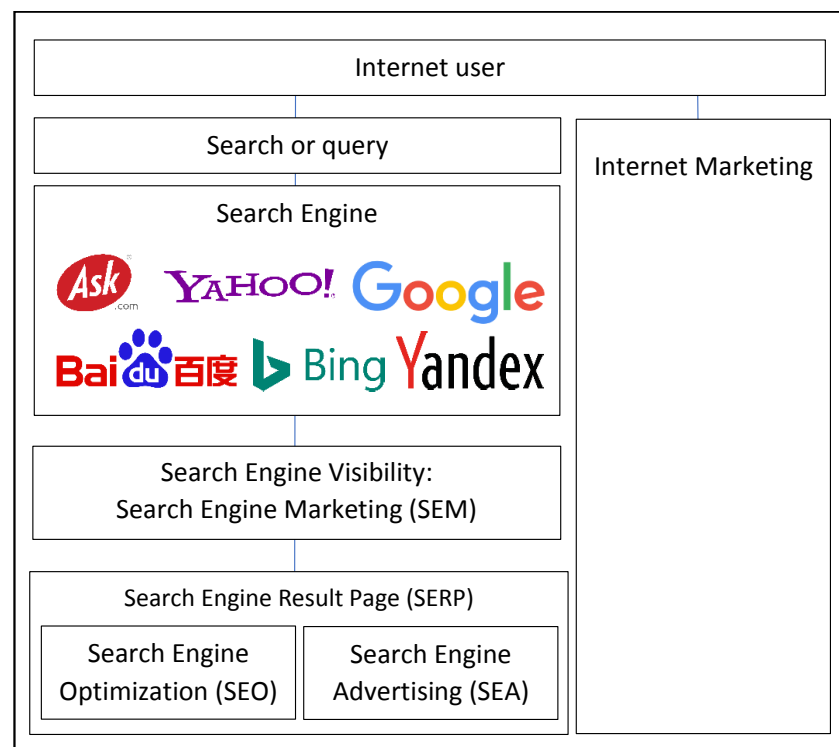 Internet user
Search or query
Internet Marketing
Search Engine
Ask .com
YAHOO!
Google
Bai du 百度
Bing
Yandex
Search Engine Visibility:
Search Engine Marketing (SEM)
Search Engine Result Page (SERP)
Search Engine
Optimization (SEO)
Search Engine
Advertising (SEA)